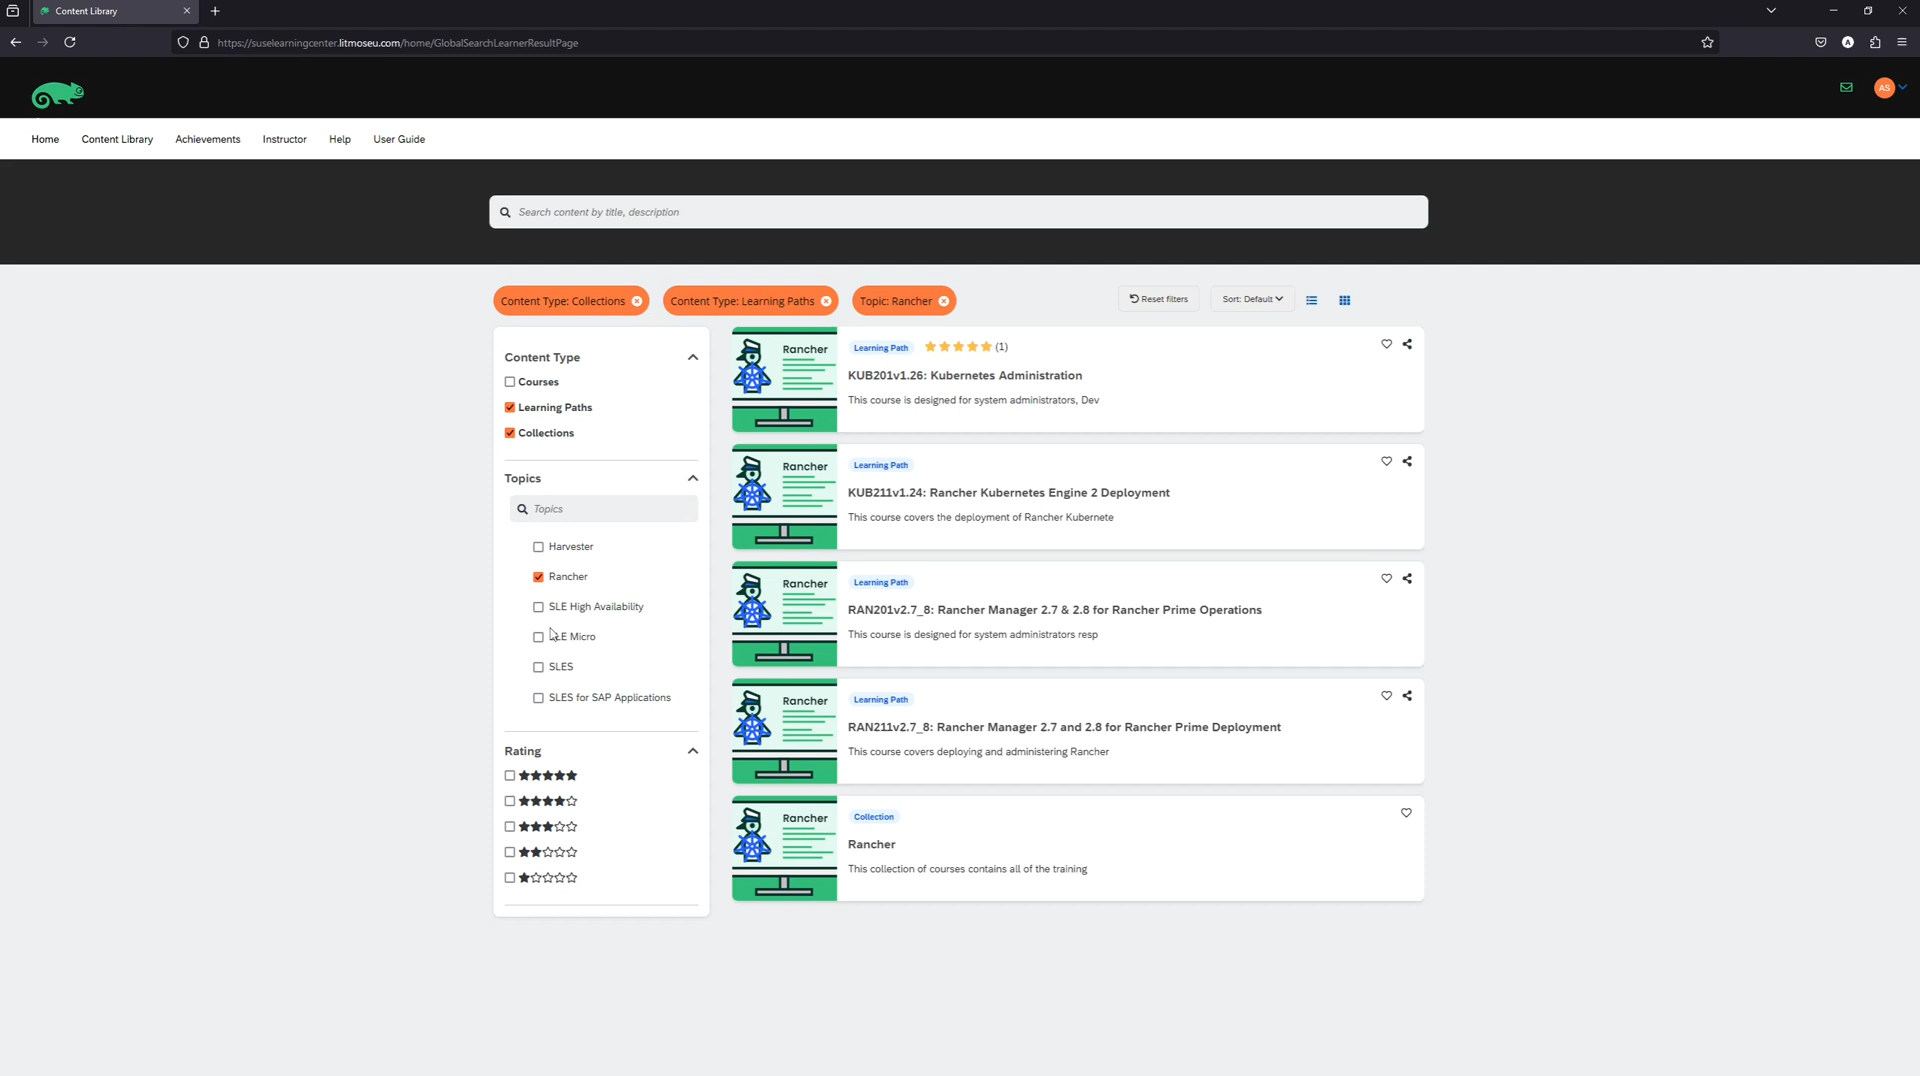 Content Library
https://suselearningcenter.litmoseu.com/home/GlobalSearchLearnerResultPage
A
AS
Home Content Library Achievements Instructor Help User Guide
Search content by title, description
Content Type: Collections Content Type: Learning Paths Topic: Rancher Reset filters Sort: Default
Content Type
Courses
Learning Paths
Collections
Topics
Topics
Harvester
Rancher
SLE High Availability
SLE Micro
SLES
SLES for SAP Applications
Rating
Rancher
Learning Path (1)
KUB201v1.26: Kubernetes Administration
This course is designed for system administrators, Dev
Rancher
Learning Path
KUB211v1.24: Rancher Kubernetes Engine 2 Deployment
This course covers the deployment of Rancher Kubernete
Rancher
Learning Path
RAN201v2.7_8: Rancher Manager 2.7 & 2.8 for Rancher Prime Operations
This course is designed for system administrators resp
Rancher
Learning Path
RAN211v2.7_8: Rancher Manager 2.7 and 2.8 for Rancher Prime Deployment
This course covers deploying and administering Rancher
Rancher
Collection
Rancher
This collection of courses contains all of the training